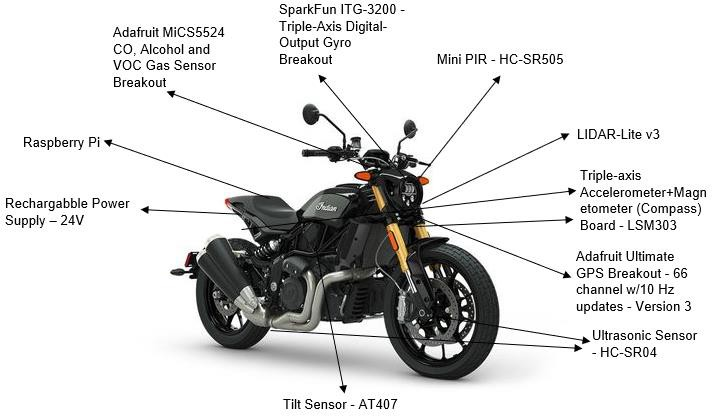 SparkFun ITG-3200 -
Triple-Axis Digital-
Output Gyro
Breakout
Adafruit MiCS5524
CO, Alcohol and
VOC Gas Sensor
Breakout
Mini PIR - HC-SR505
Raspberry Pi
LIDAR-Lite v3
Rechargabble Power
Supply – 24V
Triple-axis
Accelerometer+Magn
etometer (Compass)
Board - LSM303
Indian
Adafruit Ultimate
GPS Breakout - 66
channel w/10 Hz
updates - Version 3
Ultrasonic Sensor
- HC-SR04
Tilt Sensor - AT407